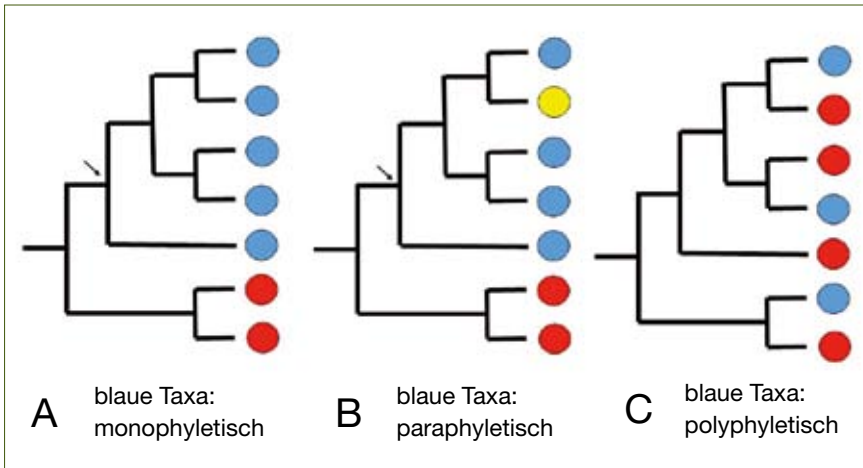 A
blaue Taxa:
monophyletisch
B
blaue Taxa:
paraphyletisch
C
blaue Taxa:
polyphyletisch